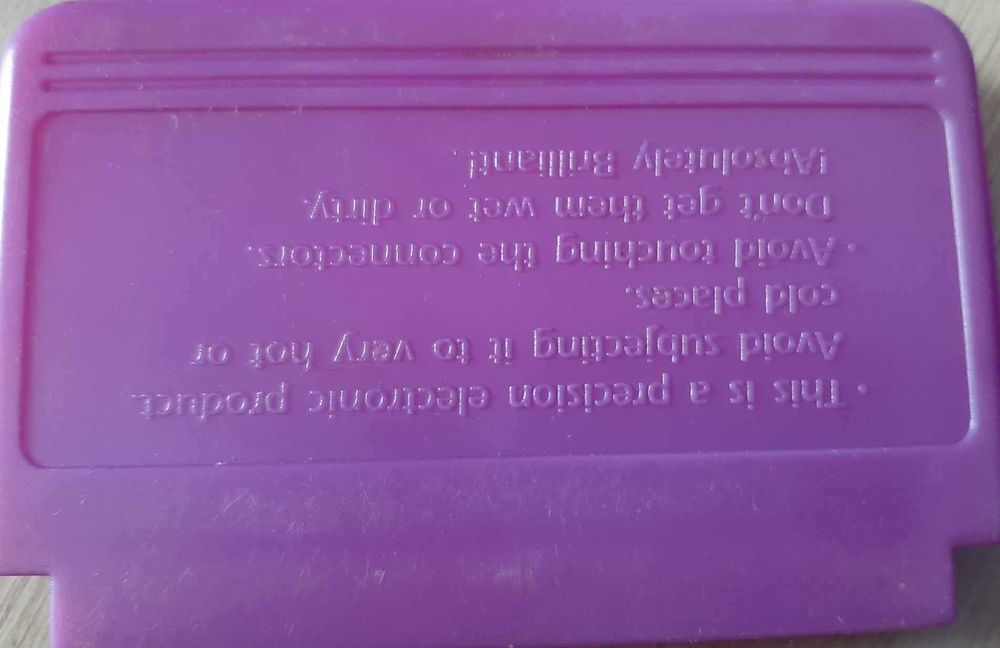 • This is a precision electronic product.
Avoid subjecting it to very hot or
cold places.
• Avoid touching the connectors.
Don't get them wet or dirty.
!Absolutely Brilliant!.